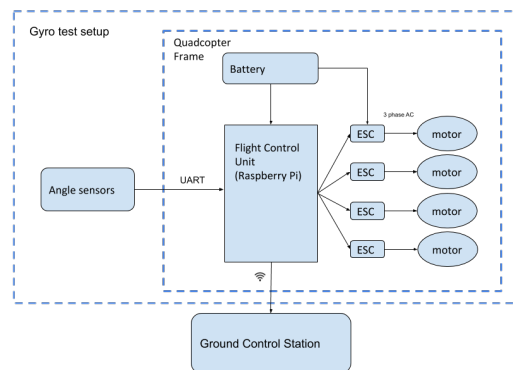 Gyro test setup
Quadcopter
Frame
Battery
3 phase AC
ESC
motor
Flight Control
Unit
(Raspberry Pi)
ESC
motor
UART
Angle sensors
ESC
motor
ESC
motor
Ground Control Station